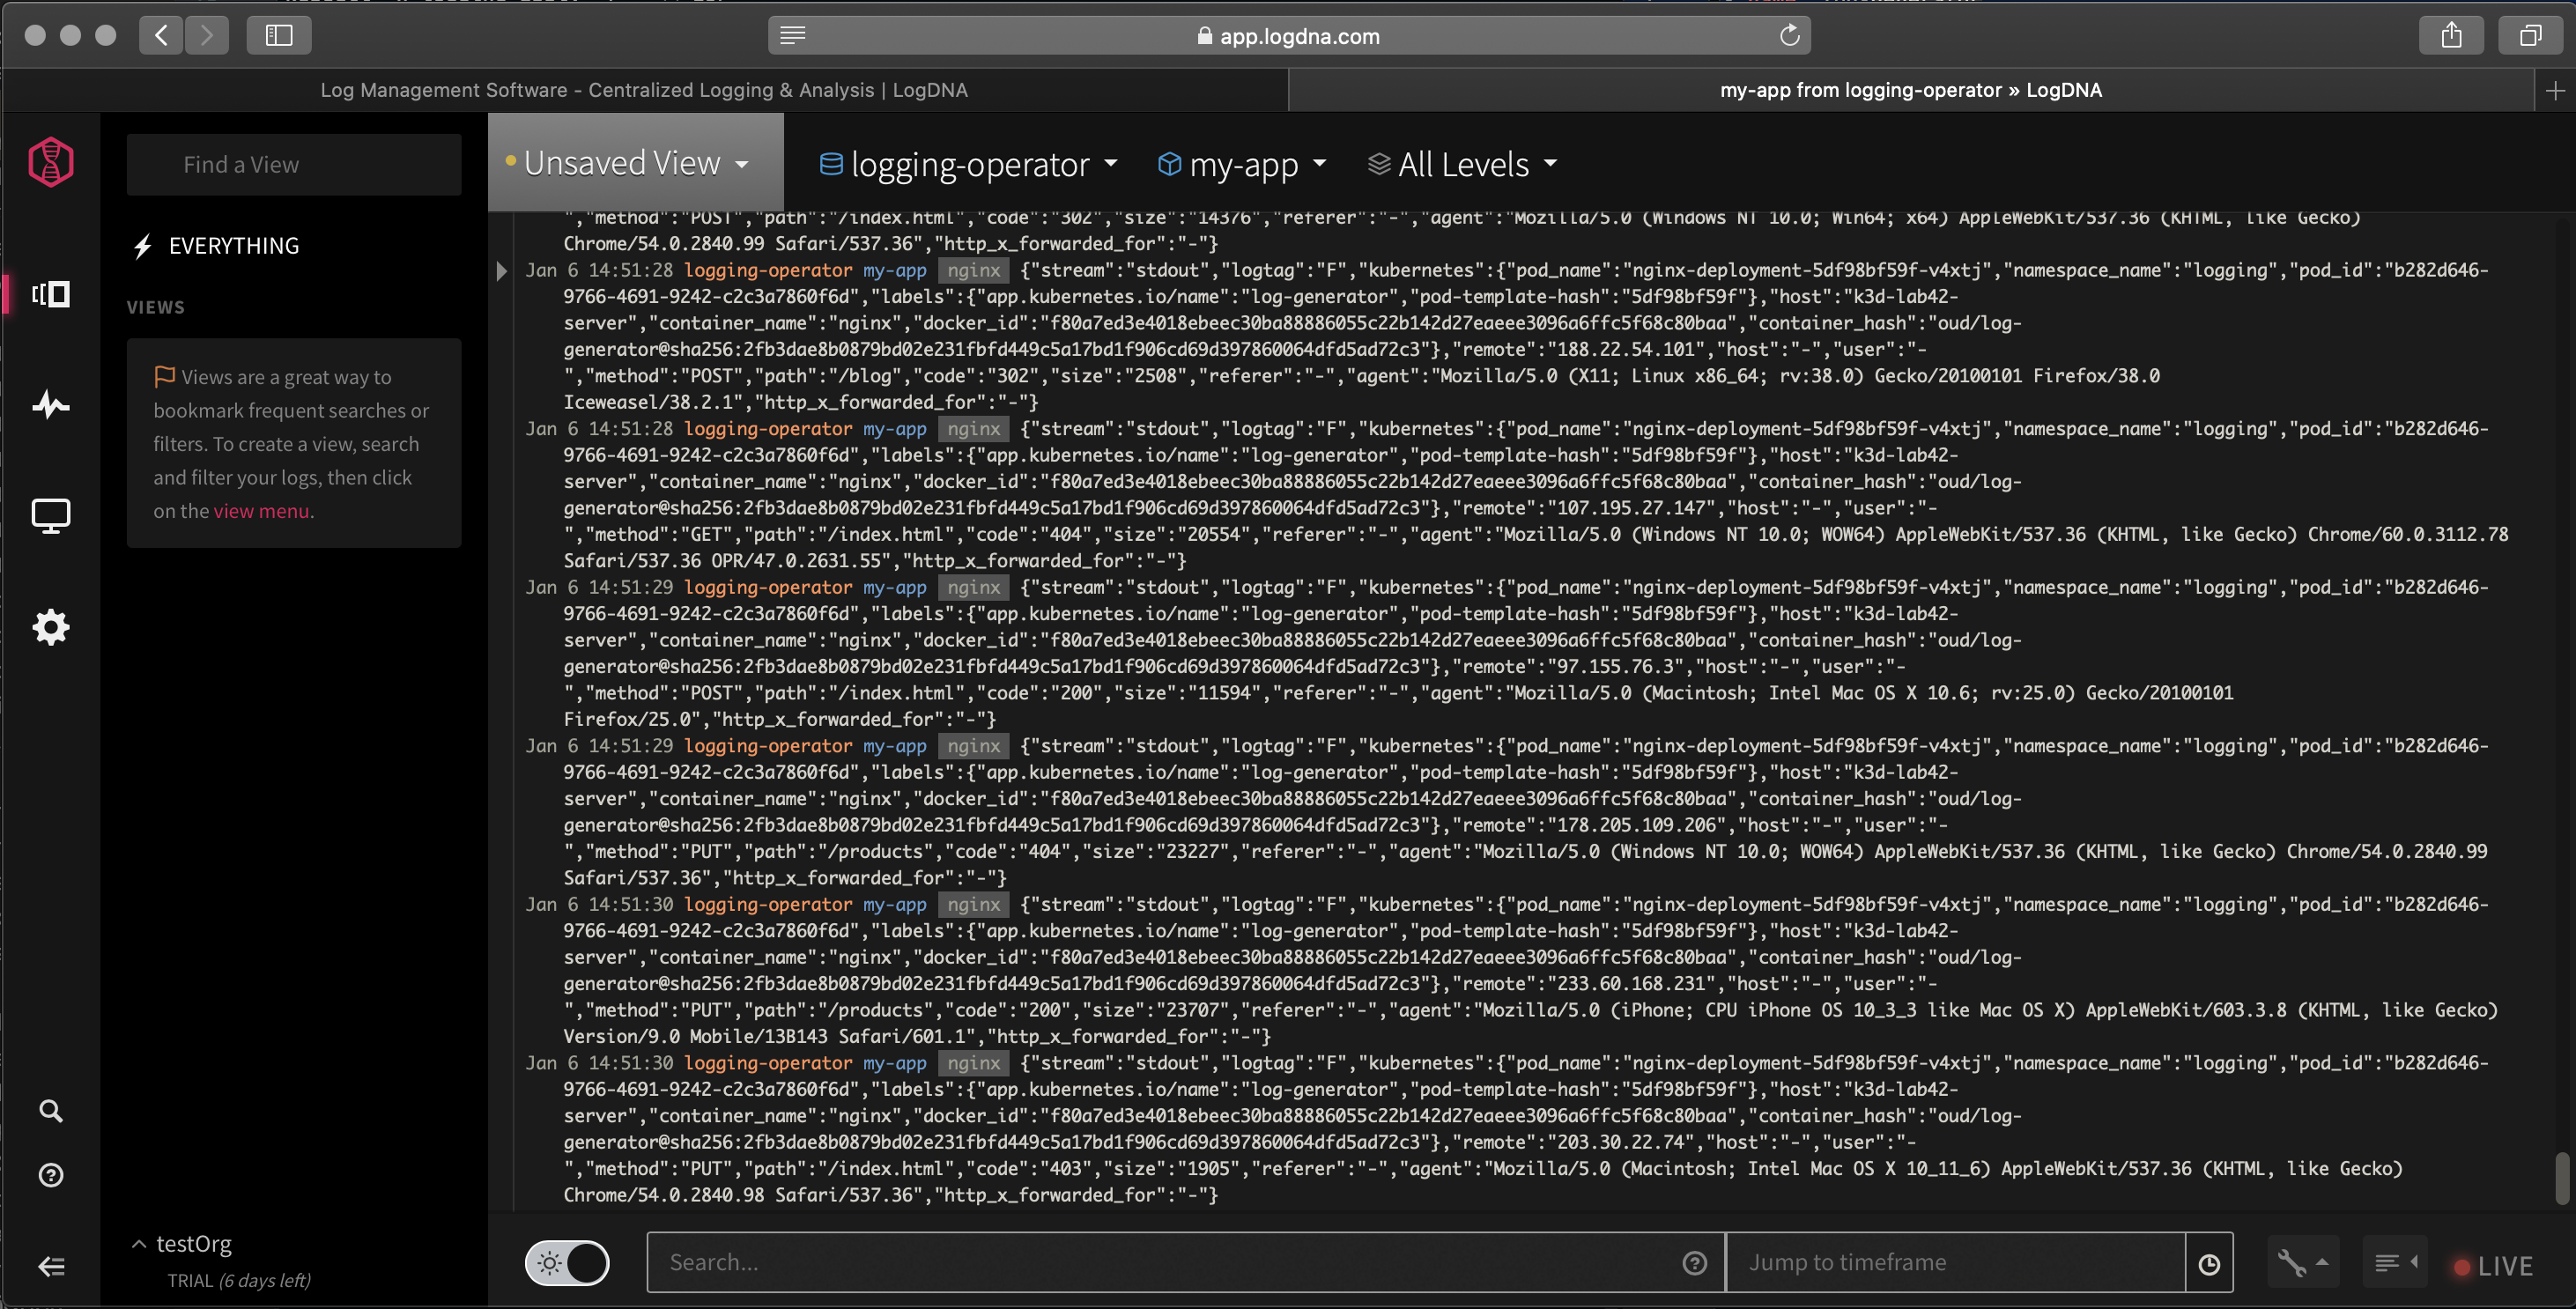 app.logdna.com
Log Management Software - Centralized Logging & Analysis | LogDNA
my-app from logging-operator » LogDNA
Find a View
EVERYTHING
VIEWS
Views are a great way to
bookmark frequent searches or
filters. To create a view, search
and filter your logs, then click
on the view menu.
testOrg
TRIAL (6 days left)
Unsaved View
logging-operator
my-app
All Levels
","method":"POST","path":"/index.html","code":"302","size":"14376","referer":"-","agent":"Mozilla/5.0 (Windows NT 10.0; Win64; x64) AppleWebKit/537.36 (KHTML, like Gecko)
Chrome/54.0.2840.99 Safari/537.36","http_x_forwarded_for":"-"}
Jan 6 14:51:28 logging-operator my-app nginx {"stream":"stdout","logtag":"F","kubernetes":{"pod_name":"nginx-deployment-5df98bf59f-v4xtj","namespace_name":"logging","pod_id":"b282d646-
9766-4691-9242-c2c3a7860f6d","labels":{"app.kubernetes.io/name":"log-generator","pod-template-hash":"5df98bf59f"},"host":"k3d-lab42-
server","container_name":"nginx","docker_id":"f80a7ed3e4018ebeec30ba88886055c22b142d27eaeee3096a6ffc5f68c80baa","container_hash":"oud/log-
generator@sha256:2fb3dae8b0879bd02e231fbfd449c5a17bd1f906cd69d397860064dfd5ad72c3"},"remote":"188.22.54.101","host":"-","user":"-
","method":"POST","path":"/blog","code":"302","size":"2508","referer":"-","agent":"Mozilla/5.0 (X11; Linux x86_64; rv:38.0) Gecko/20100101 Firefox/38.0
Iceweasel/38.2.1","http_x_forwarded_for":"-"}
Jan 6 14:51:28 logging-operator my-app nginx {"stream":"stdout","logtag":"F","kubernetes":{"pod_name":"nginx-deployment-5df98bf59f-v4xtj","namespace_name":"logging","pod_id":"b282d646-
9766-4691-9242-c2c3a7860f6d","labels":{"app.kubernetes.io/name":"log-generator","pod-template-hash":"5df98bf59f"},"host":"k3d-lab42-
server","container_name":"nginx","docker_id":"f80a7ed3e4018ebeec30ba88886055c22b142d27eaeee3096a6ffc5f68c80baa","container_hash":"oud/log-
generator@sha256:2fb3dae8b0879bd02e231fbfd449c5a17bd1f906cd69d397860064dfd5ad72c3"},"remote":"107.195.27.147","host":"-","user":"-
","method":"GET","path":"/index.html","code":"404","size":"20554","referer":"-","agent":"Mozilla/5.0 (Windows NT 10.0; WOW64) AppleWebKit/537.36 (KHTML, like Gecko) Chrome/60.0.3112.78
Safari/537.36 OPR/47.0.2631.55","http_x_forwarded_for":"-"}
Jan 6 14:51:29 logging-operator my-app nginx {"stream":"stdout","logtag":"F","kubernetes":{"pod_name":"nginx-deployment-5df98bf59f-v4xtj","namespace_name":"logging","pod_id":"b282d646-
9766-4691-9242-c2c3a7860f6d","labels":{"app.kubernetes.io/name":"log-generator","pod-template-hash":"5df98bf59f"},"host":"k3d-lab42-
server","container_name":"nginx","docker_id":"f80a7ed3e4018ebeec30ba88886055c22b142d27eaeee3096a6ffc5f68c80baa","container_hash":"oud/log-
generator@sha256:2fb3dae8b0879bd02e231fbfd449c5a17bd1f906cd69d397860064dfd5ad72c3"},"remote":"97.155.76.3","host":"-","user":"-
","method":"POST","path":"/index.html","code":"200","size":"11594","referer":"-","agent":"Mozilla/5.0 (Macintosh; Intel Mac OS X 10.6; rv:25.0) Gecko/20100101
Firefox/25.0","http_x_forwarded_for":"-"}
Jan 6 14:51:29 logging-operator my-app nginx {"stream":"stdout","logtag":"F","kubernetes":{"pod_name":"nginx-deployment-5df98bf59f-v4xtj","namespace_name":"logging","pod_id":"b282d646-
9766-4691-9242-c2c3a7860f6d","labels":{"app.kubernetes.io/name":"log-generator","pod-template-hash":"5df98bf59f"},"host":"k3d-lab42-
server","container_name":"nginx","docker_id":"f80a7ed3e4018ebeec30ba88886055c22b142d27eaeee3096a6ffc5f68c80baa","container_hash":"oud/log-
generator@sha256:2fb3dae8b0879bd02e231fbfd449c5a17bd1f906cd69d397860064dfd5ad72c3"},"remote":"178.205.109.206","host":"-","user":"-
","method":"PUT","path":"/products","code":"404","size":"23227","referer":"-","agent":"Mozilla/5.0 (Windows NT 10.0; WOW64) AppleWebKit/537.36 (KHTML, like Gecko) Chrome/54.0.2840.99
Safari/537.36","http_x_forwarded_for":"-"}
Jan 6 14:51:30 logging-operator my-app nginx {"stream":"stdout","logtag":"F","kubernetes":{"pod_name":"nginx-deployment-5df98bf59f-v4xtj","namespace_name":"logging","pod_id":"b282d646-
9766-4691-9242-c2c3a7860f6d","labels":{"app.kubernetes.io/name":"log-generator","pod-template-hash":"5df98bf59f"},"host":"k3d-lab42-
server","container_name":"nginx","docker_id":"f80a7ed3e4018ebeec30ba88886055c22b142d27eaeee3096a6ffc5f68c80baa","container_hash":"oud/log-
generator@sha256:2fb3dae8b0879bd02e231fbfd449c5a17bd1f906cd69d397860064dfd5ad72c3"},"remote":"233.60.168.231","host":"-","user":"-
","method":"PUT","path":"/products","code":"200","size":"23707","referer":"-","agent":"Mozilla/5.0 (iPhone; CPU iPhone OS 10_3_3 like Mac OS X) AppleWebKit/603.3.8 (KHTML, like Gecko)
Version/9.0 Mobile/13B143 Safari/601.1","http_x_forwarded_for":"-"}
Jan 6 14:51:30 logging-operator my-app nginx {"stream":"stdout","logtag":"F","kubernetes":{"pod_name":"nginx-deployment-5df98bf59f-v4xtj","namespace_name":"logging","pod_id":"b282d646-
9766-4691-9242-c2c3a7860f6d","labels":{"app.kubernetes.io/name":"log-generator","pod-template-hash":"5df98bf59f"},"host":"k3d-lab42-
server","container_name":"nginx","docker_id":"f80a7ed3e4018ebeec30ba88886055c22b142d27eaeee3096a6ffc5f68c80baa","container_hash":"oud/log-
generator@sha256:2fb3dae8b0879bd02e231fbfd449c5a17bd1f906cd69d397860064dfd5ad72c3"},"remote":"203.30.22.74","host":"-","user":"-
","method":"PUT","path":"/index.html","code":"403","size":"1905","referer":"-","agent":"Mozilla/5.0 (Macintosh; Intel Mac OS X 10_11_6) AppleWebKit/537.36 (KHTML, like Gecko)
Chrome/54.0.2840.98 Safari/537.36","http_x_forwarded_for":"-"}
Search...
Jump to timeframe
LIVE